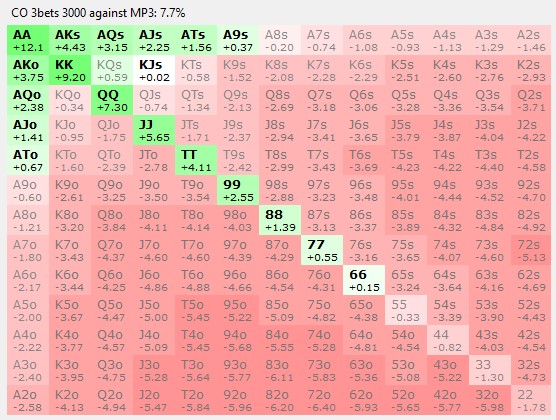 CO 3bets 3000 against MP3: 7.7%
AA AKs AQs AJs ATs A9s A8s A7s A6s A5s A4s A3s A2s
+12.1 +4.43 +3.15 +2.25 +1.56 +0.37 -0.20 -0.74 -1.08 -0.93 -1.13 -1.29 -1.46
AKo KK KQs KJs KTs K9s K8s K7s K6s K5s K4s K3s K2s
+3.75 +9.20 -0.59 +0.02 -0.58 -1.52 -2.08 -2.28 -2.29 -2.51 -2.60 -2.76 -2.93
AQo KQo QQ QJs QTs Q9s Q8s Q7s Q6s Q5s Q4s Q3s Q2s
+2.38 -0.34 +7.30 -0.74 -1.34 -2.13 -2.69 -3.18 -3.06 -3.28 -3.36 -3.54 -3.71
AJo KJo QJo JJ JTs J9s J8s J7s J6s J5s J4s J3s J2s
+1.41 -0.95 -1.75 +5.65 -1.71 -2.37 -2.94 -3.41 -3.65 -3.79 -3.87 -4.04 -4.22
ATo KTo QTo JTo TT T9s T8s T7s T6s T5s T4s T3s T2s
+0.67 -1.60 -2.39 -2.78 +4.11 -2.42 -2.99 -3.43 -3.69 -4.23 -4.22 -4.40 -4.58
A9o K9o Q9o J9o T9o 99 98s 97s 96s 95s 94s 93s 92s
-0.60 -2.61 -3.25 -3.50 -3.54 +2.55 -2.88 -3.23 -3.48 -4.01 -4.44 -4.52 -4.70
A8o K8o Q8o J8o T8o 98o 88 87s 86s 85s 84s 83s 82s
-1.21 -3.20 -3.84 -4.11 -4.14 -4.03 +1.39 -3.13 -3.37 -3.89 -4.32 -4.84 -4.92
A7o K7o Q7o J7o T7o 97o 87o 77 76s 75s 74s 73s 72s
-1.80 -3.43 -4.37 -4.60 -4.60 -4.39 -4.29 +0.55 -3.16 -3.65 -4.07 -4.60 -5.13
A6o K6o Q6o J6o T6o 96o 86o 76o 66 65s 64s 63s 62s
-2.17 -3.44 -4.25 -4.86 -4.88 -4.66 -4.54 -4.31 +0.15 -3.24 -3.64 -4.16 -4.69
A5o K5o Q5o J5o T5o 95o 85o 75o 65o 55 54s 53s 52s
-2.00 -3.67 -4.47 -5.00 -5.45 -5.22 -5.09 -4.82 -4.38 -0.33 -3.39 -3.90 -4.43
A4o K4o Q4o J4o T4o 94o 84o 74o 64o 54o 44 43s 42s
-2.22 -3.77 -4.57 -5.09 -5.45 -5.68 -5.55 -5.28 -4.81 -4.54 -0.82 -4.03 -4.54
A3o K3o Q3o J3o T3o 93o 83o 73o 63o 53o 43o 33 32s
-2.40 -3.95 -4.75 -5.28 -5.64 -5.77 -6.11 -5.83 -5.36 -5.08 -5.22 -1.30 -4.73
A2o K2o Q2o J2o T2o 92o 82o 72o 62o 52o 42o 32o 22
-2.58 -4.13 -4.94 -5.47 -5.84 -5.96 -6.20 -6.40 -5.93 -5.65 -5.77 -5.98 -1.78